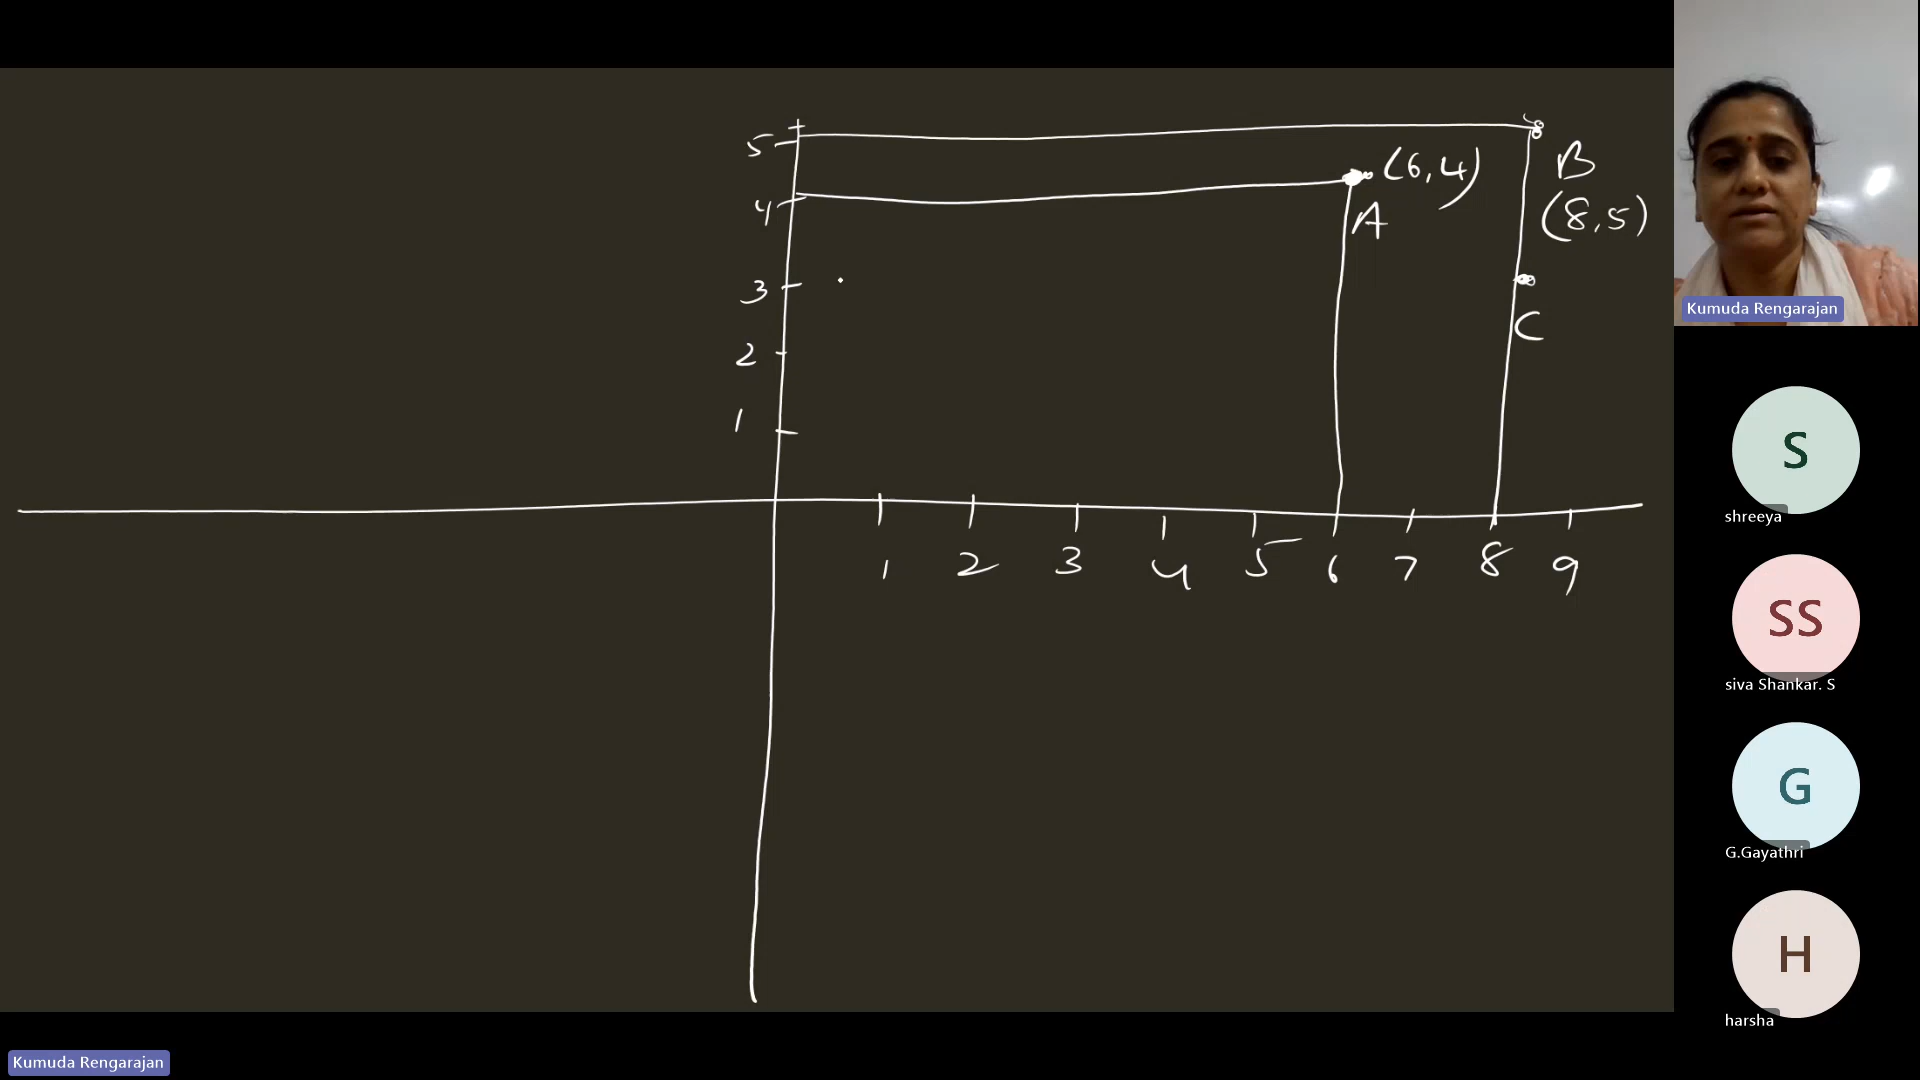 5
B
(6,4)
4
A
(8,5)
3
C
2
1
1 2 3 4 5 6 7 8 9
Kumuda Rengarajan
S
shreeya
SS
siva Shankar. S
G
G.Gayathri
H
harsha
Kumuda Rengarajan